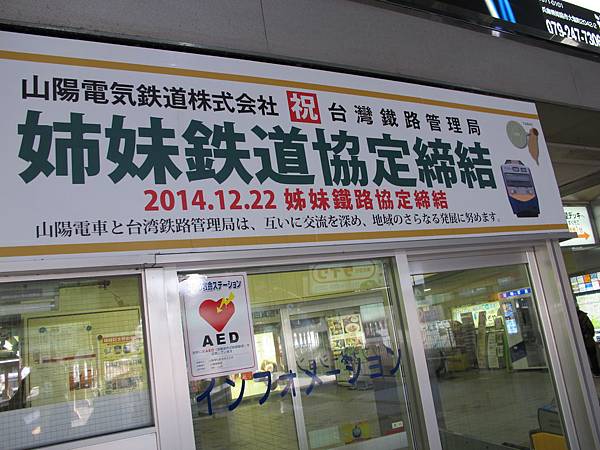 079-247-7306
山陽電気鉄道株式会社 祝 台灣鐵路管理局
姉妹鉄道協定締結
2014.12.22 姊妹鐵路協定締結
山陽電車と台湾鉄路管理局は、互いに交流を深め、地域のさらなる発展に努めます。
AED
インフォメーション